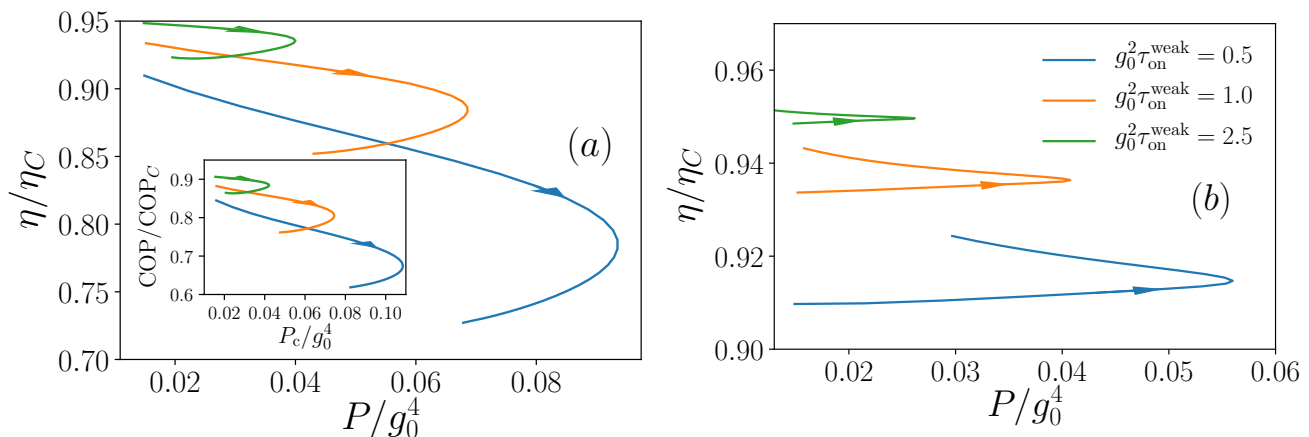 0.95
0.90
0.85
0.80
0.75
0.70
η/η_C
0.02 0.04 0.06 0.08
P/g_0^4
(a)
0.9
0.8
0.7
0.6
COP/COP_C
0.02 0.04 0.06 0.08 0.10
P_c/g_0^4
0.96
0.94
0.92
0.90
η/η_C
0.02 0.03 0.04 0.05 0.06
P/g_0^4
g_0^2 τ_on^weak = 0.5
g_0^2 τ_on^weak = 1.0
g_0^2 τ_on^weak = 2.5
(b)